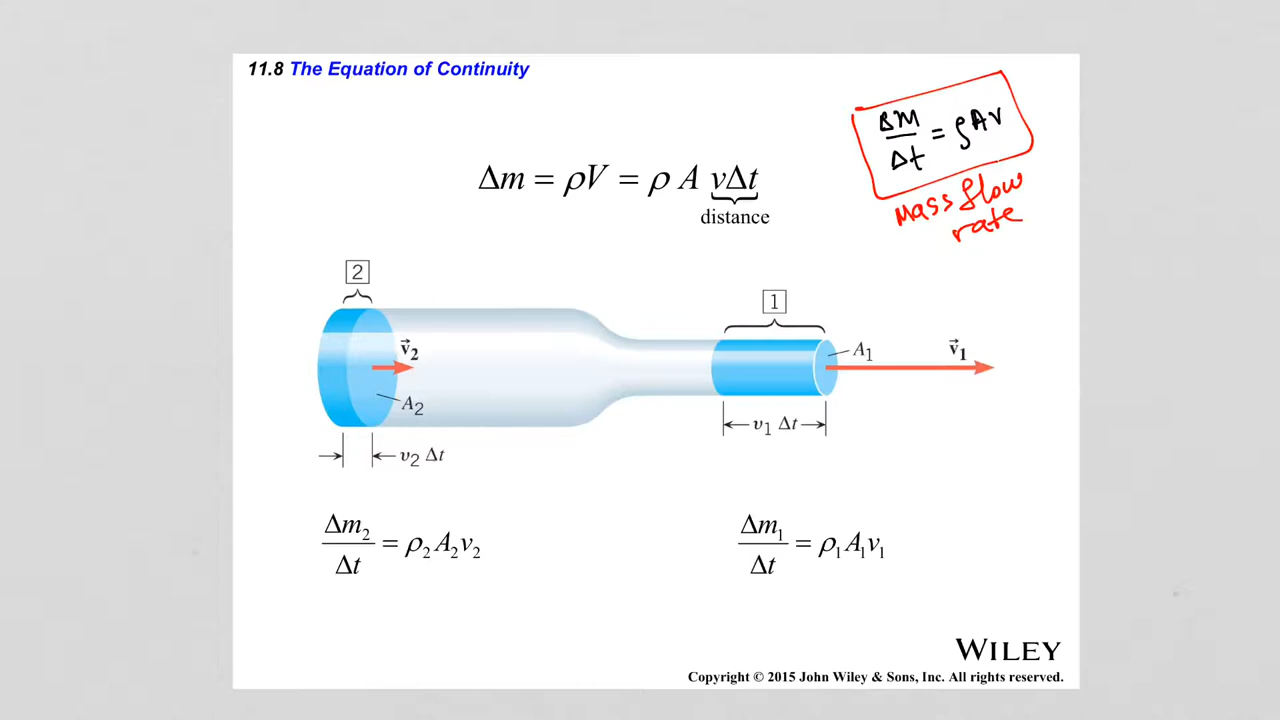 11.8 The Equation of Continuity
ΔM/Δt = ρAv
Mass flow
rate
Δm = ρV = ρ A vΔt
distance
2
1
v⃗₂
A₁
v⃗₁
A₂
v₁ Δt
v₂ Δt
Δm₂/Δt = ρ₂A₂v₂
Δm₁/Δt = ρ₁A₁v₁
WILEY
Copyright © 2015 John Wiley & Sons, Inc. All rights reserved.